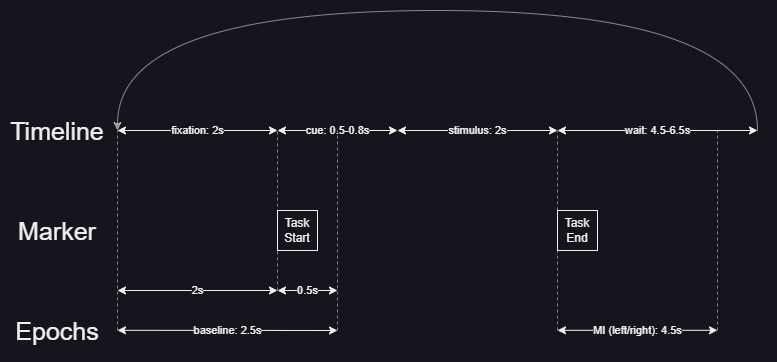 Timeline
fixation: 2s
cue: 0.5-0.8s
stimulus: 2s
wait: 4.5-6.5s
Marker
Task
Start
Task
End
2s
0.5s
Epochs
baseline: 2.5s
MI (left/right): 4.5s